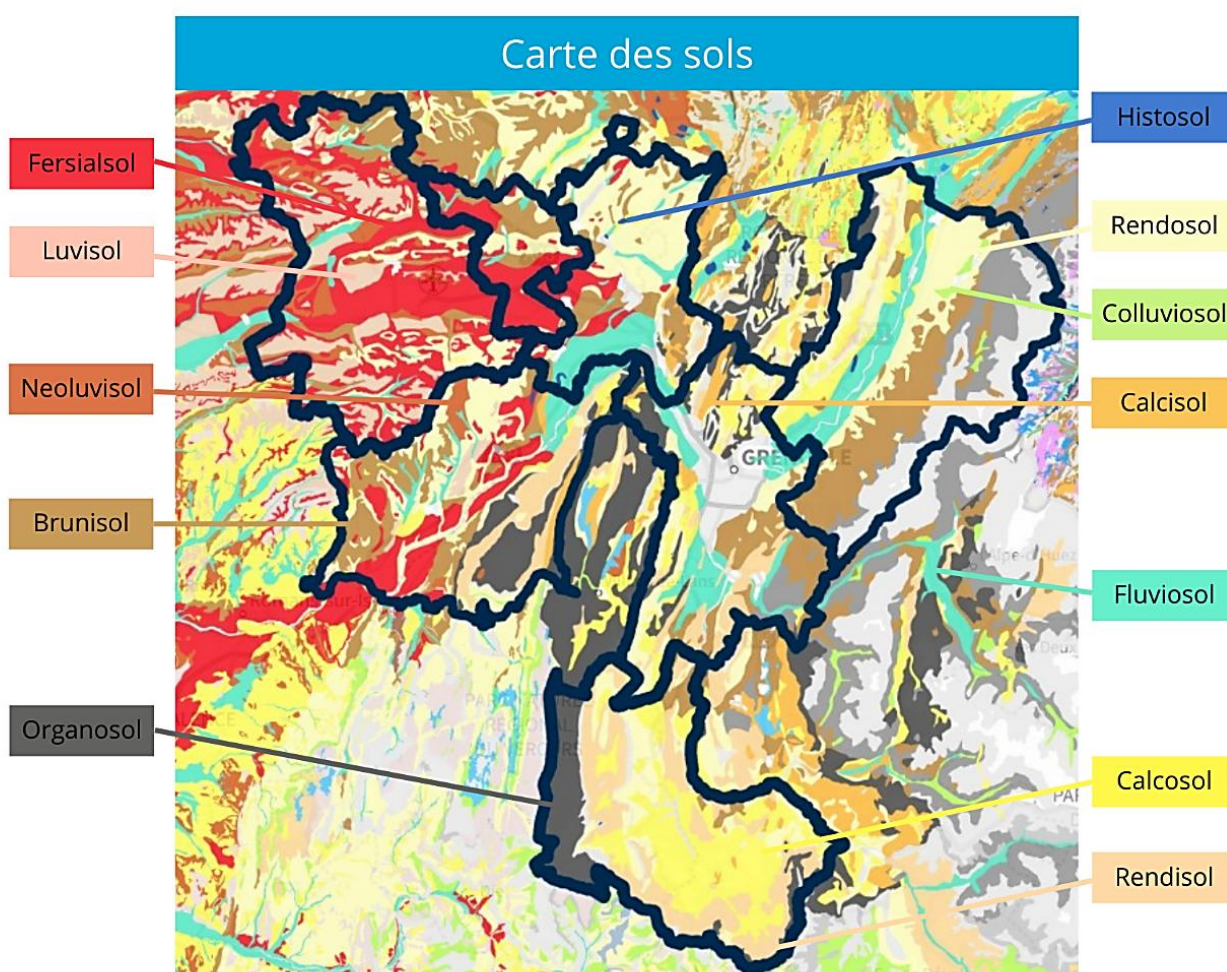 Carte des sols
Fersialsol
Luvisol
Neoluvisol
Brunisol
Organosol
Histosol
Rendosol
Colluviosol
Calcisol
Fluviosol
Calcosol
Rendisol